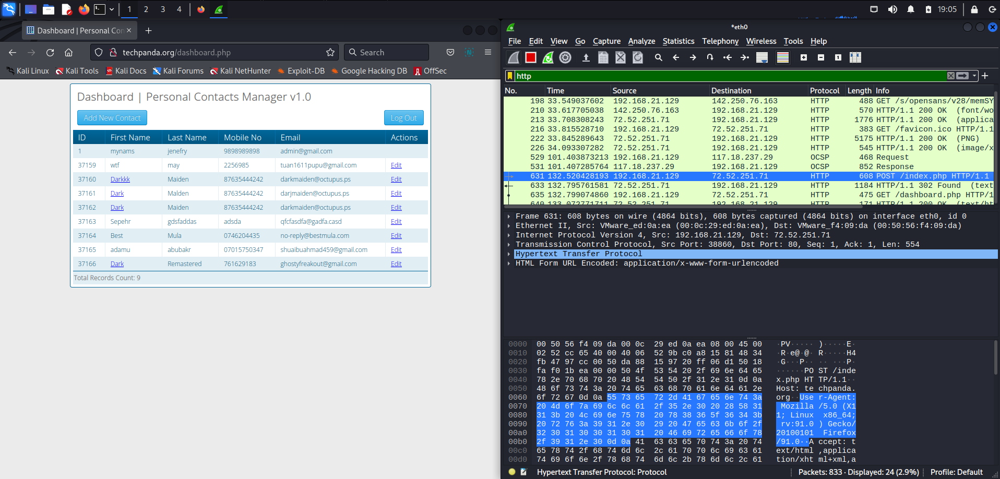 1 2 3 4 19:05
Dashboard | Personal Con
techpanda.org/dashboard.php Search
Kali Linux Kali Tools Kali Docs Kali Forums Kali NetHunter Exploit-DB Google Hacking DB OffSec
Dashboard | Personal Contacts Manager v1.0
Add New Contact Log Out
ID First Name Last Name Mobile No Email Actions
1 mynams jenefry 9898989898 admin@gmail.com
37159 wtf may 2256985 tuan1611pupu@gmail.com Edit
37160 Darkkk Maiden 87635444242 darkmaiden@octupus.ps Edit
37161 Dark Malden 87635444242 darjmaiden@octupus.ps Edit
37162 Dark Maiden 87635444242 darkmaiden@octupus.ps Edit
37163 Sepehr gdsfaddas adsda qfcfasdfa@gadfa.casd Edit
37164 Best Mula 0746204435 no-reply@bestmula.com Edit
37165 adamu abubakr 07015750347 shuaibuahmad459@gmail.com Edit
37166 Dark Remastered 761629183 ghostyfreakout@gmail.com Edit
Total Records Count: 9
*eth0
File Edit View Go Capture Analyze Statistics Telephony Wireless Tools Help
http
No. Time Source Destination Protocol Length Info
198 33.549037602 192.168.21.129 142.250.76.163 HTTP 488 GET /s/opensans/v28/memSY
210 33.617705038 142.250.76.163 192.168.21.129 HTTP 570 HTTP/1.1 200 OK (font/wo
213 33.708308243 72.52.251.71 192.168.21.129 HTTP 1776 HTTP/1.1 200 OK (applica
216 33.815528710 192.168.21.129 72.52.251.71 HTTP 383 GET /favicon.ico HTTP/1.1
222 33.845289643 72.52.251.71 192.168.21.129 HTTP 5175 HTTP/1.1 200 OK (PNG)
226 34.093307282 72.52.251.71 192.168.21.129 HTTP 545 HTTP/1.1 200 OK (image/x
529 101.403873213 192.168.21.129 117.18.237.29 OCSP 468 Request
531 101.407285764 117.18.237.29 192.168.21.129 OCSP 852 Response
631 132.520428193 192.168.21.129 72.52.251.71 HTTP 608 POST /index.php HTTP/1.1
633 132.795761581 72.52.251.71 192.168.21.129 HTTP 1184 HTTP/1.1 302 Found (text
635 132.799074860 192.168.21.129 72.52.251.71 HTTP 475 GET /dashboard.php HTTP/1
640 133.072771711 72.52.251.71 192.168.21.129 HTTP 171 HTTP/1.1 200 OK (text/ht
Frame 631: 608 bytes on wire (4864 bits), 608 bytes captured (4864 bits) on interface eth0, id 0
Ethernet II, Src: VMware_ed:0a:ea (00:0c:29:ed:0a:ea), Dst: VMware_f4:09:da (00:50:56:f4:09:da)
Internet Protocol Version 4, Src: 192.168.21.129, Dst: 72.52.251.71
Transmission Control Protocol, Src Port: 38860, Dst Port: 80, Seq: 1, Ack: 1, Len: 554
Hypertext Transfer Protocol
HTML Form URL Encoded: application/x-www-form-urlencoded
0000 00 50 56 f4 09 da 00 0c 29 ed 0a ea 08 00 45 00 ·PV····· )·····E·
0010 02 52 cc 65 40 00 40 06 52 9b c0 a8 15 81 48 34 ·R·e@·@· R·····H4
0020 fb 47 97 cc 00 50 da 88 15 97 20 ff 06 d1 50 18 ·G···P·· ·· ···P·
0030 fa f0 1b ea 00 00 50 4f 53 54 20 2f 69 6e 64 65 ······PO ST /inde
0040 78 2e 70 68 70 20 48 54 54 50 2f 31 2e 31 0d 0a x.php HT TP/1.1··
0050 48 6f 73 74 3a 20 74 65 63 68 70 61 6e 64 61 2e Host: te chpanda.
0060 6f 72 67 0d 0a 55 73 65 72 2d 41 67 65 6e 74 3a org··Use r-Agent:
0070 20 4d 6f 7a 69 6c 6c 61 2f 35 2e 30 20 28 58 31 Mozilla /5.0 (X1
0080 31 3b 20 4c 69 6e 75 78 20 78 38 36 5f 36 34 3b 1; Linux x86_64;
0090 20 72 76 3a 39 31 2e 30 29 20 47 65 63 6b 6f 2f rv:91.0 ) Gecko/
00a0 32 30 31 30 30 31 30 31 20 46 69 72 65 66 6f 78 20100101 Firefox
00b0 2f 39 31 2e 30 0d 0a 41 63 63 65 70 74 3a 20 74 /91.0··A ccept: t
00c0 65 78 74 2f 68 74 6d 6c 2c 61 70 70 6c 69 63 61 ext/html ,applica
00d0 74 69 6f 6e 2f 78 68 74 6d 6c 2b 78 6d 6c 2c 61 tion/xht ml+xml,a
Hypertext Transfer Protocol: Protocol Packets: 833 · Displayed: 24 (2.9%) Profile: Default